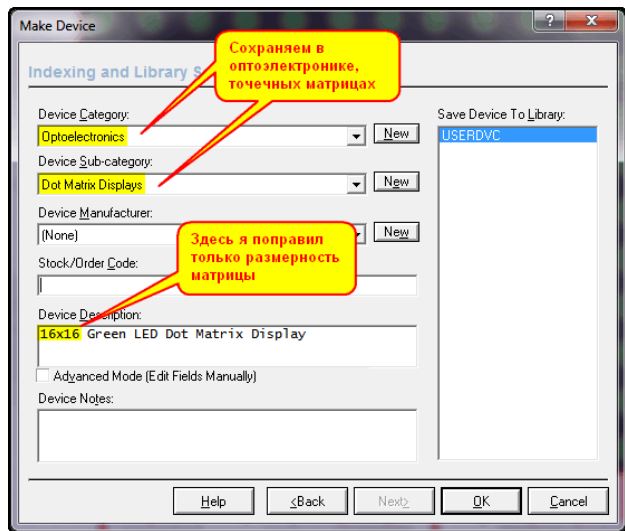 Make Device
?
X
Сохраняем в
оптоэлектронике,
точечных матрицах
Indexing and Library S
Device Category:
Optoelectronics
New
Device Sub-category:
Dot Matrix Displays
New
Device Manufacturer:
(None)
New
Stock/Order Code:
Здесь я поправил
только размерность
матрицы
Device Description:
16x16 Green LED Dot Matrix Display
Advanced Mode (Edit Fields Manually)
Device Notes:
Save Device To Library:
USERDVC
Help
<Back
Next>
OK
Cancel